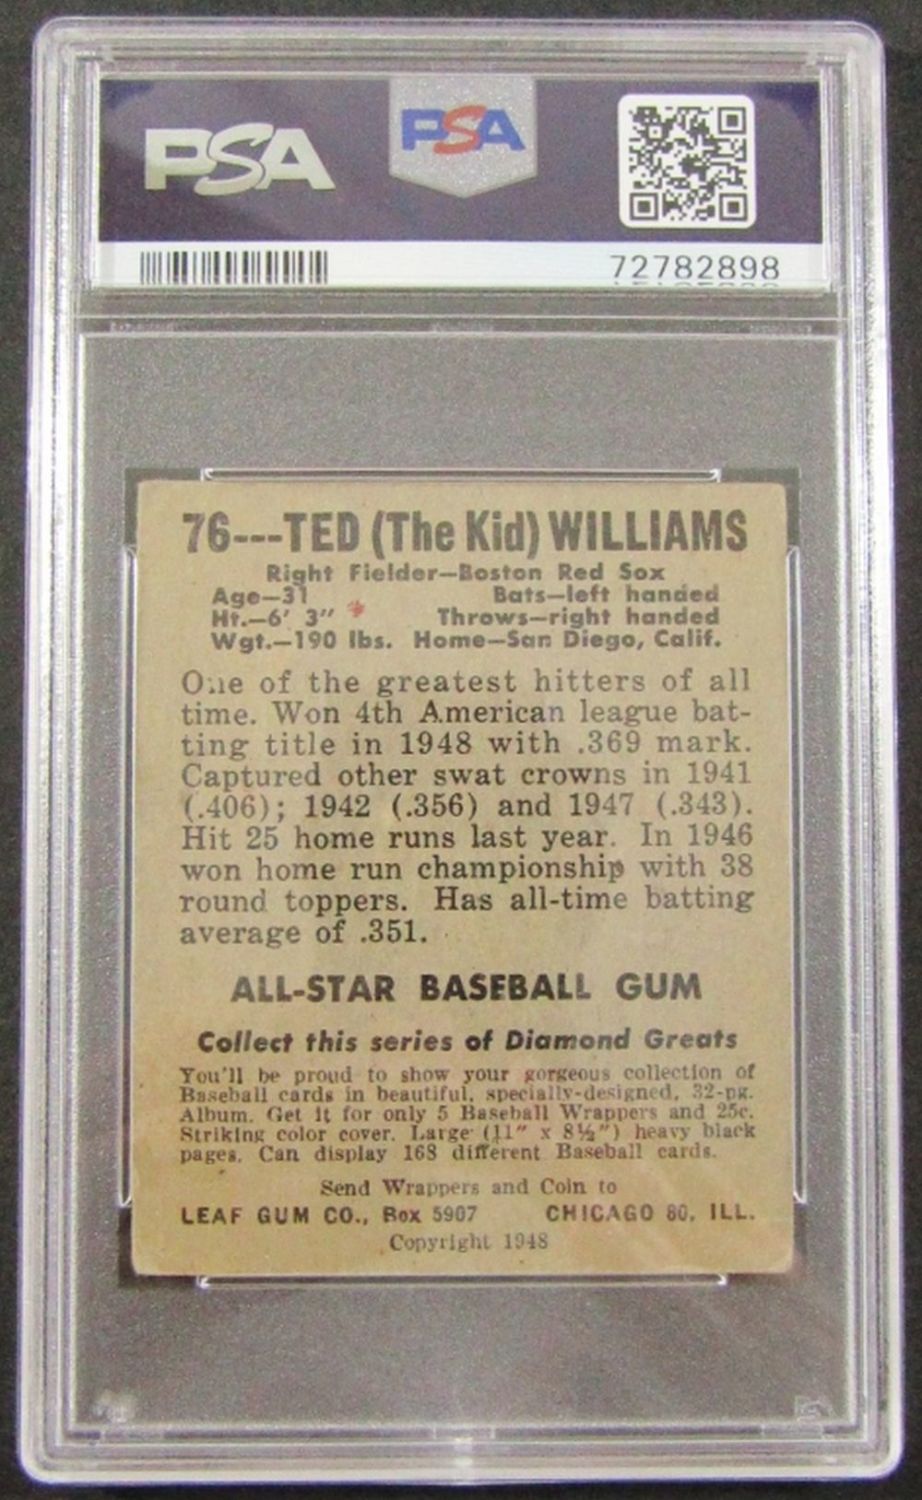 PSA
PSA
72782898
76---TED (The Kid) WILLIAMS
Right Fielder—Boston Red Sox
Age—31 Bats—left handed
Ht.—6' 3" Throws—right handed
Wgt.—190 lbs. Home—San Diego, Calif.
One of the greatest hitters of all
time. Won 4th American league bat-
ting title in 1948 with .369 mark.
Captured other swat crowns in 1941
(.406); 1942 (.356) and 1947 (.343).
Hit 25 home runs last year. In 1946
won home run championship with 38
round toppers. Has all-time batting
average of .351.
ALL-STAR BASEBALL GUM
Collect this series of Diamond Greats
You'll be proud to show your gorgeous collection of
Baseball cards in beautiful, specially-designed, 32-pg.
Album. Get it for only 5 Baseball Wrappers and 25c.
Striking color cover. Large (11" x 8½") heavy black
pages. Can display 168 different Baseball cards.
Send Wrappers and Coin to
LEAF GUM CO., Box 5907 CHICAGO 80, ILL.
Copyright 1948